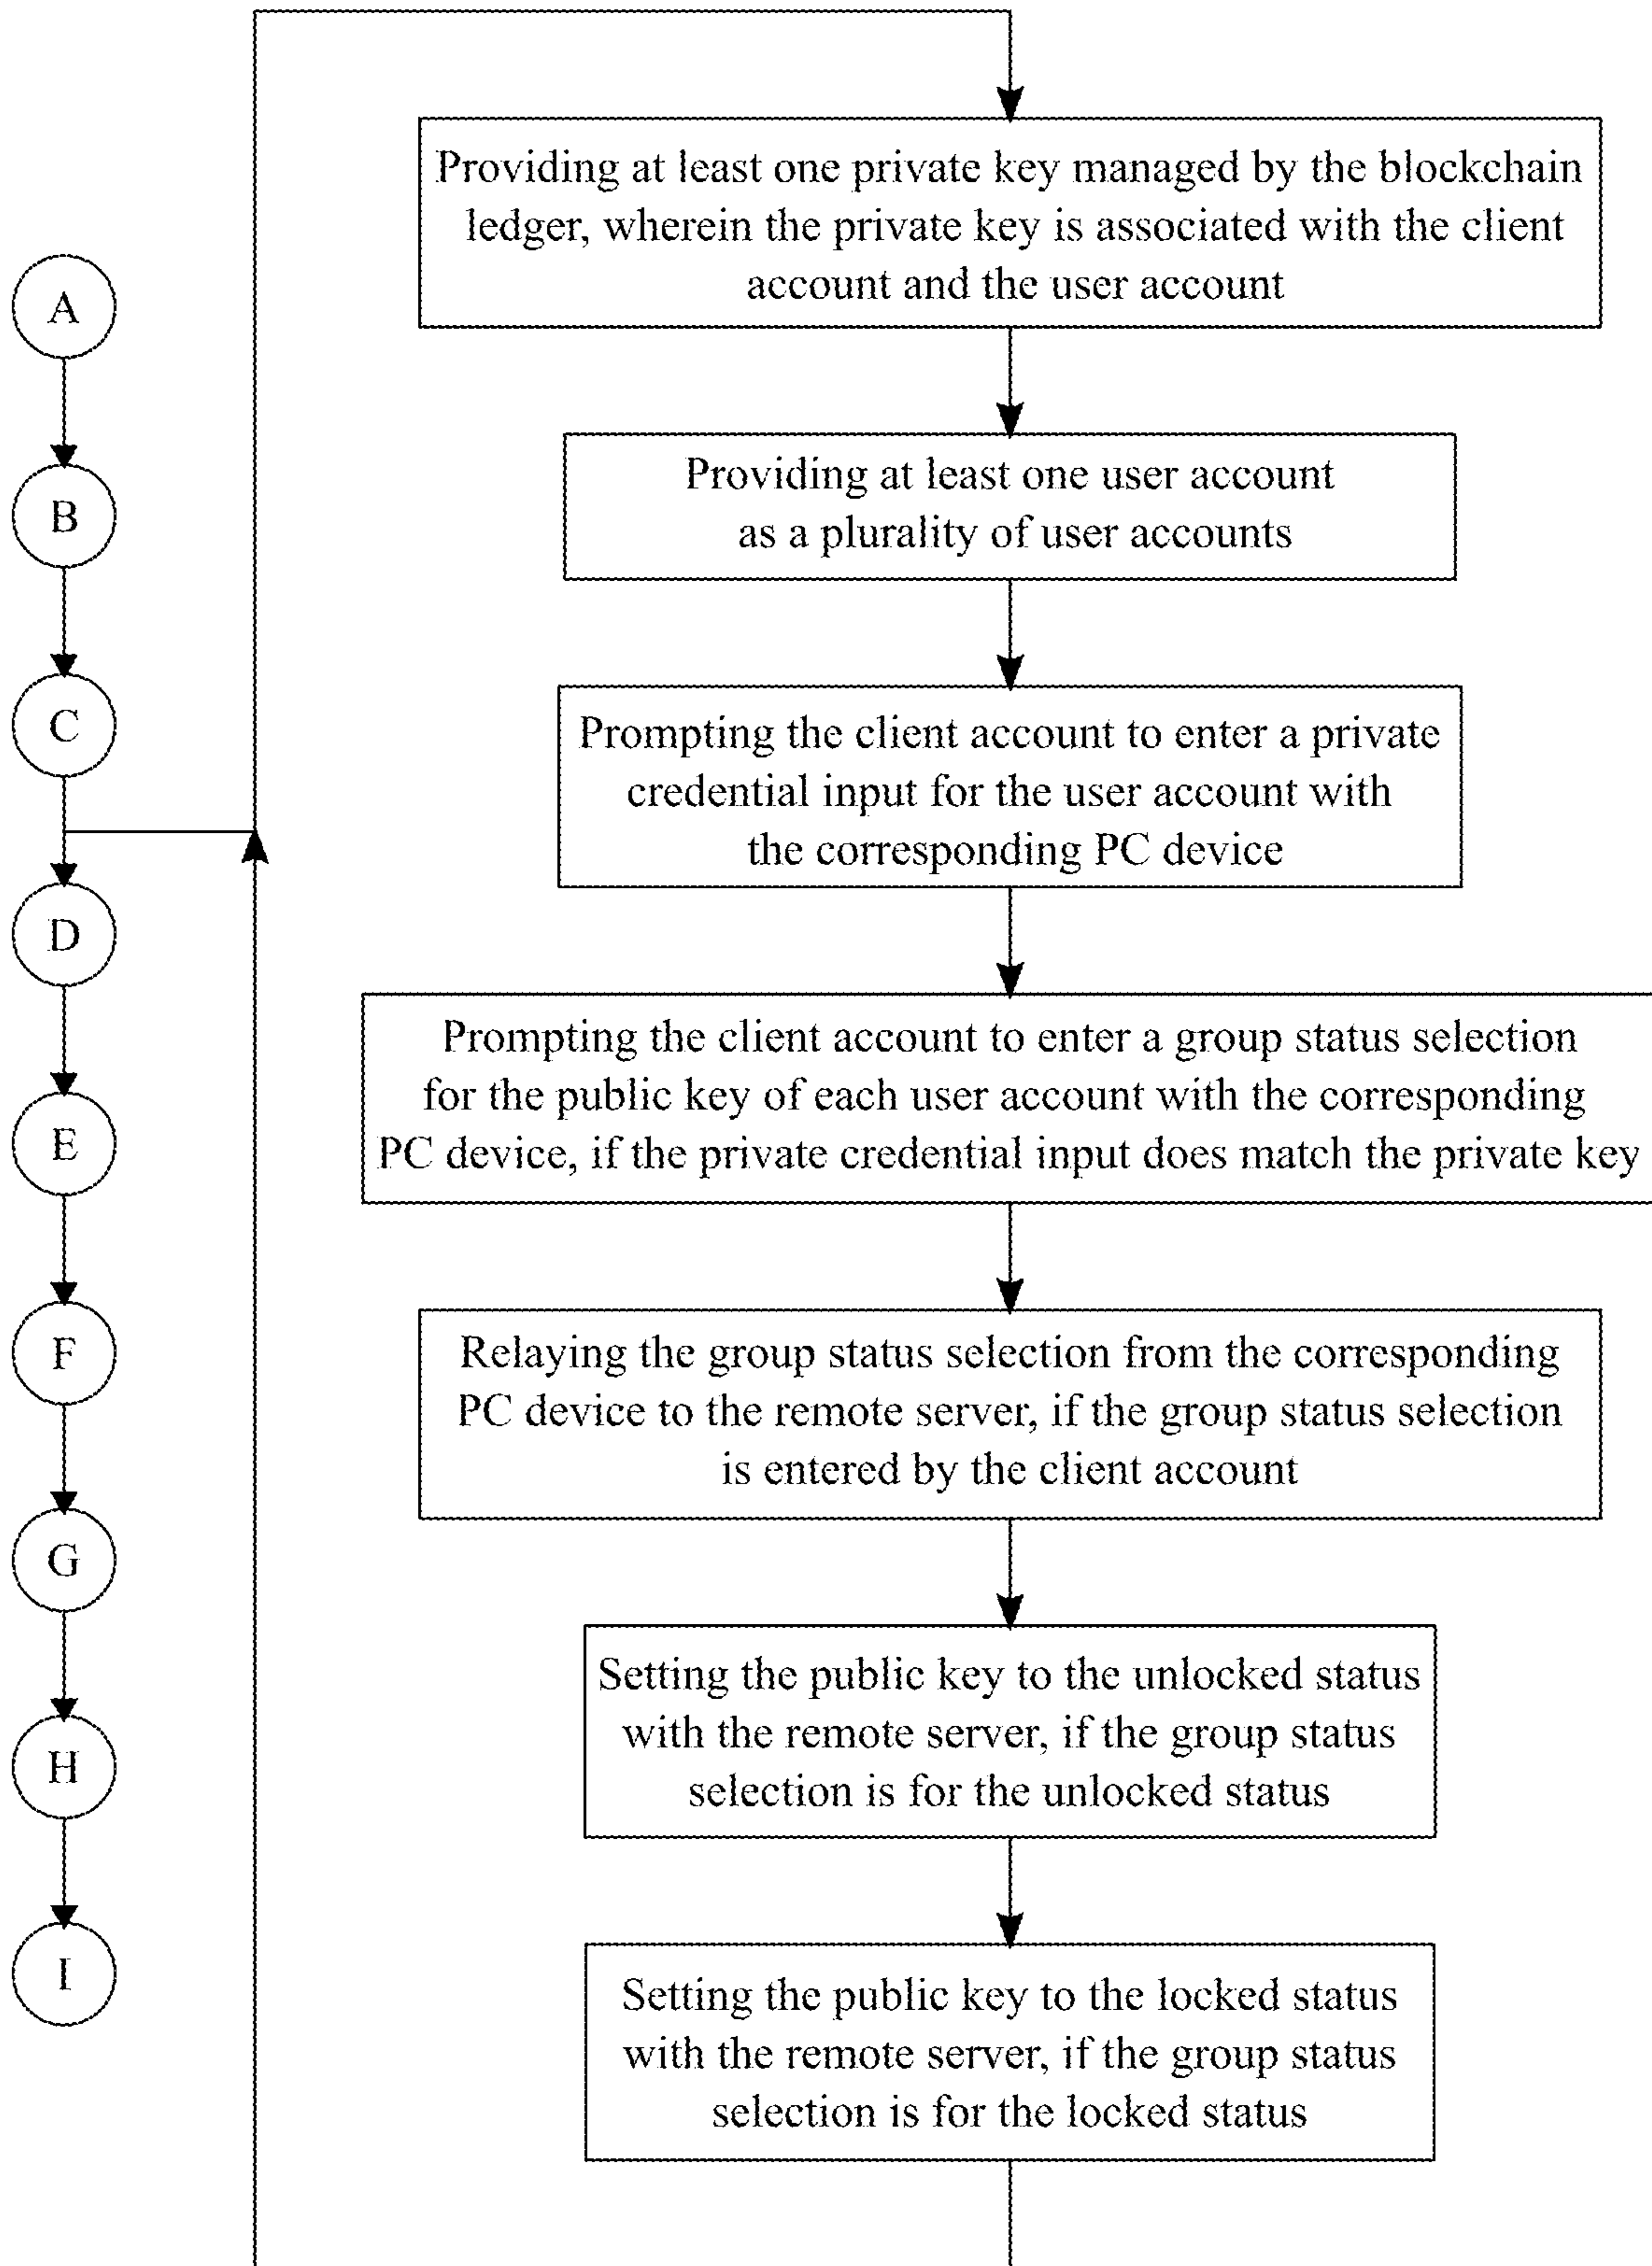 A
B
C
D
E
F
G
H
I
Providing at least one private key managed by the blockchain
ledger, wherein the private key is associated with the client
account and the user account
Providing at least one user account
as a plurality of user accounts
Prompting the client account to enter a private
credential input for the user account with
the corresponding PC device
Prompting the client account to enter a group status selection
for the public key of each user account with the corresponding
PC device, if the private credential input does match the private key
Relaying the group status selection from the corresponding
PC device to the remote server, if the group status selection
is entered by the client account
Setting the public key to the unlocked status
with the remote server, if the group status
selection is for the unlocked status
Setting the public key to the locked status
with the remote server, if the group status
selection is for the locked status